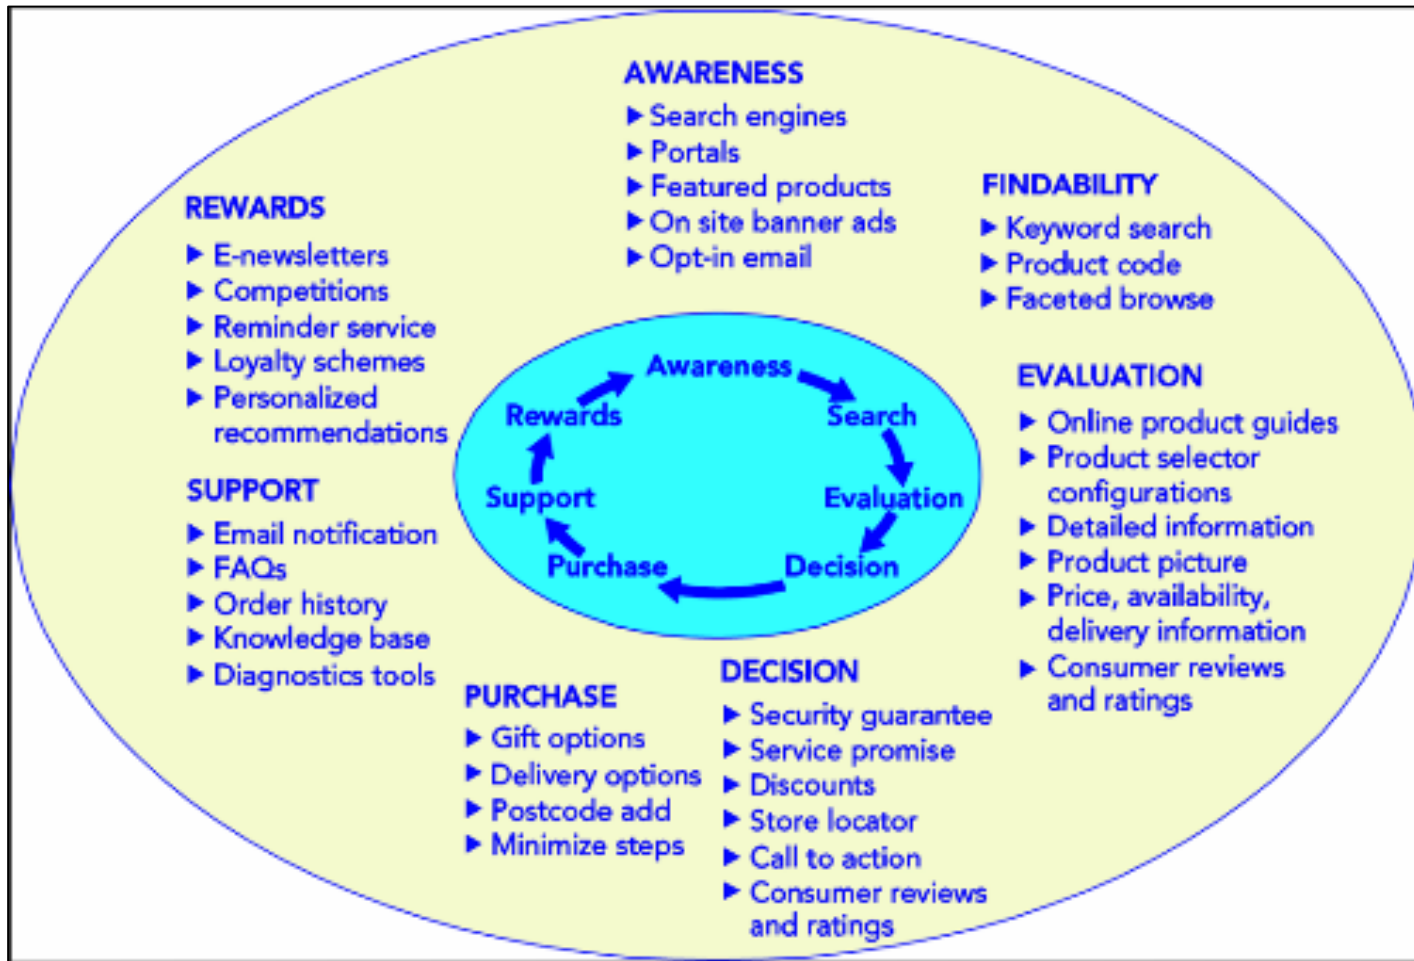 AWARENESS
▶ Search engines
▶ Portals
▶ Featured products
▶ On site banner ads
▶ Opt-in email
FINDABILITY
▶ Keyword search
▶ Product code
▶ Faceted browse
EVALUATION
▶ Online product guides
▶ Product selector
configurations
▶ Detailed information
▶ Product picture
▶ Price, availability,
delivery information
▶ Consumer reviews
and ratings
DECISION
▶ Security guarantee
▶ Service promise
▶ Discounts
▶ Store locator
▶ Call to action
▶ Consumer reviews
and ratings
PURCHASE
▶ Gift options
▶ Delivery options
▶ Postcode add
▶ Minimize steps
SUPPORT
▶ Email notification
▶ FAQs
▶ Order history
▶ Knowledge base
▶ Diagnostics tools
REWARDS
▶ E-newsletters
▶ Competitions
▶ Reminder service
▶ Loyalty schemes
▶ Personalized
recommendations
Awareness
Search
Evaluation
Decision
Purchase
Support
Rewards